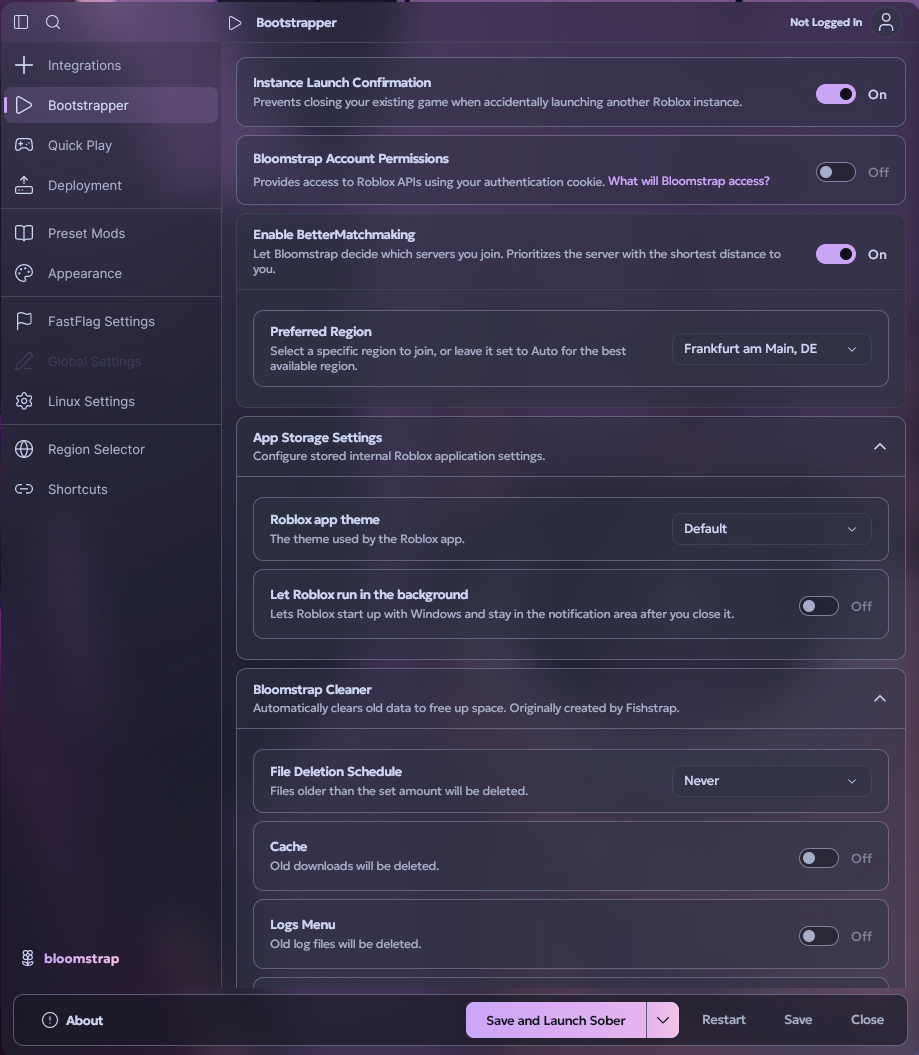 Bootstrapper
Not Logged In
Integrations
Bootstrapper
Quick Play
Deployment
Preset Mods
Appearance
FastFlag Settings
Global Settings
Linux Settings
Region Selector
Shortcuts
bloomstrap
Instance Launch Confirmation
Prevents closing your existing game when accidentally launching another Roblox instance.
On
Bloomstrap Account Permissions
Provides access to Roblox APIs using your authentication cookie. What will Bloomstrap access?
Off
Enable BetterMatchmaking
Let Bloomstrap decide which servers you join. Prioritizes the server with the shortest distance to
you.
On
Preferred Region
Select a specific region to join, or leave it set to Auto for the best
available region.
Frankfurt am Main, DE
App Storage Settings
Configure stored internal Roblox application settings.
Roblox app theme
The theme used by the Roblox app.
Default
Let Roblox run in the background
Lets Roblox start up with Windows and stay in the notification area after you close it.
Off
Bloomstrap Cleaner
Automatically clears old data to free up space. Originally created by Fishstrap.
File Deletion Schedule
Files older than the set amount will be deleted.
Never
Cache
Old downloads will be deleted.
Off
Logs Menu
Old log files will be deleted.
Off
About
Save and Launch Sober
Restart
Save
Close